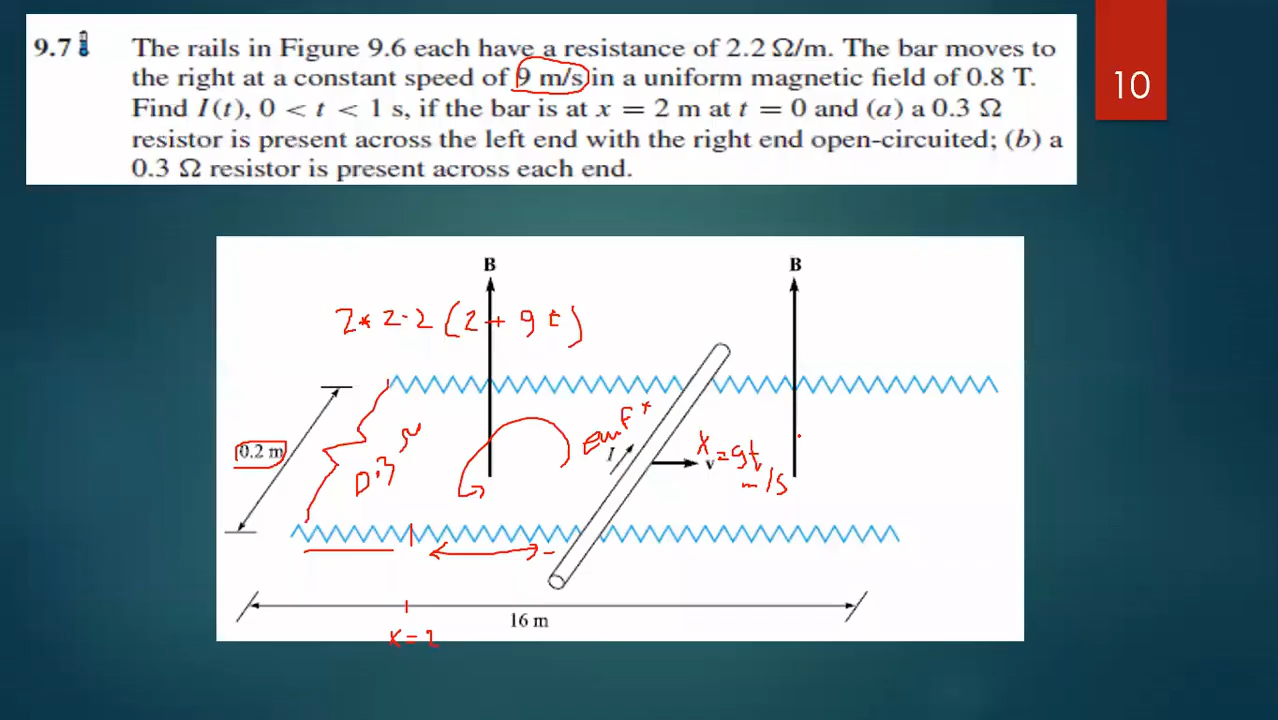 9.7 The rails in Figure 9.6 each have a resistance of 2.2 Ω/m. The bar moves to
the right at a constant speed of 9 m/s in a uniform magnetic field of 0.8 T.
Find I(t), 0 < t < 1 s, if the bar is at x = 2 m at t = 0 and (a) a 0.3 Ω
resistor is present across the left end with the right end open-circuited; (b) a
0.3 Ω resistor is present across each end.
10
B B
2*2.2 (2+9t)
emf +
0.2 m
I
0.3 Ω
x=9t
v
m/s
-
16 m
x=2